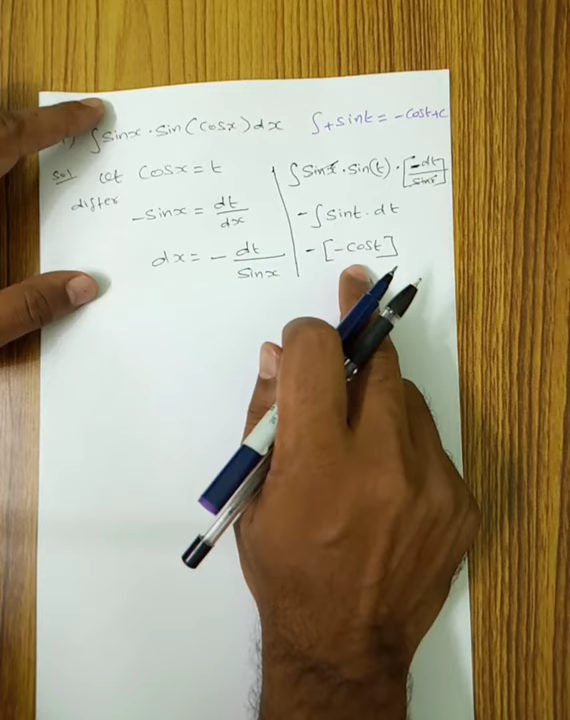 1) ∫sinx·sin(cosx)dx ∫+sint = -cost+c
Sol let cosx = t
differ
-sinx = dt/dx
dx = - dt/sinx
∫sinx·sin(t)·[-dt/sinx]
-∫sint·dt
-[-cost]